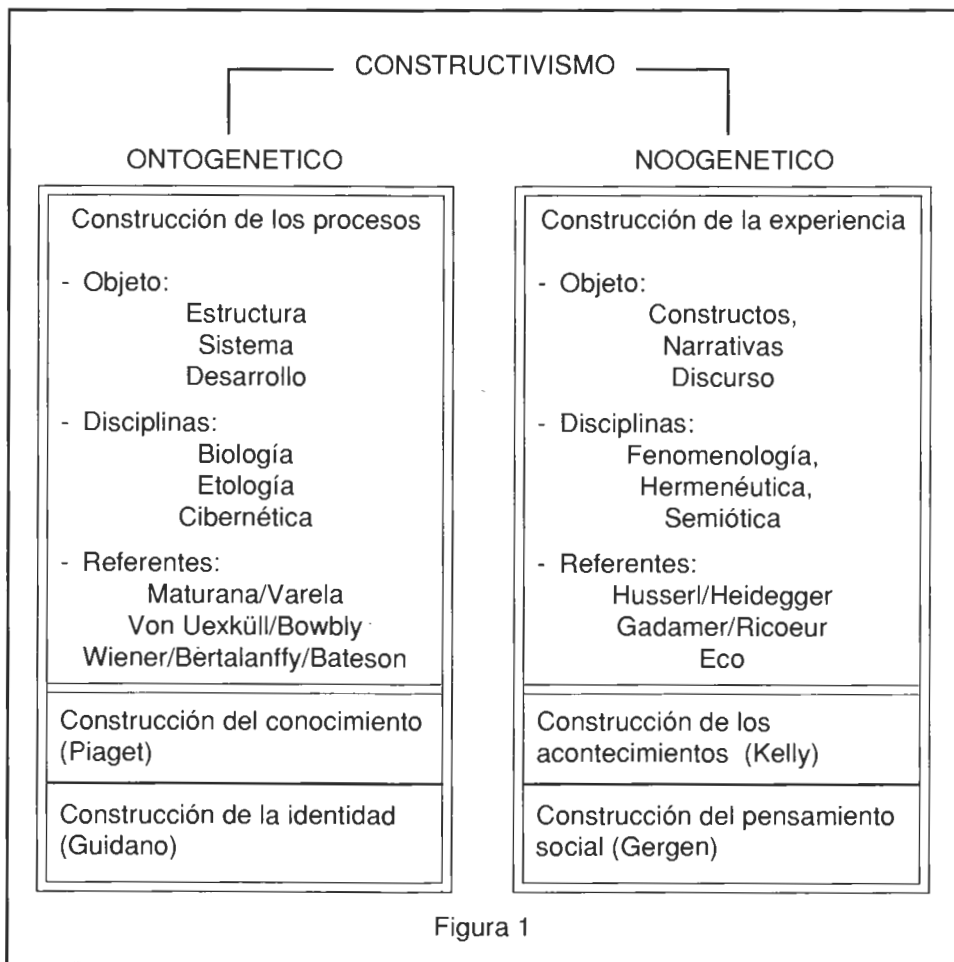 CONSTRUCTIVISMO
ONTOGENETICO
Construcción de los procesos
- Objeto:
Estructura
Sistema
Desarrollo
- Disciplinas:
Biología
Etología
Cibernética
- Referentes:
Maturana/Varela
Von Uexküll/Bowbly
Wiener/Bertalanffy/Bateson
Construcción del conocimiento
(Piaget)
Construcción de la identidad
(Guidano)
NOOGENETICO
Construcción de la experiencia
- Objeto:
Constructos,
Narrativas
Discurso
- Disciplinas:
Fenomenología,
Hermenéutica,
Semiótica
- Referentes:
Husserl/Heidegger
Gadamer/Ricoeur
Eco
Construcción de los
acontecimientos (Kelly)
Construcción del pensamiento
social (Gergen)
Figura 1